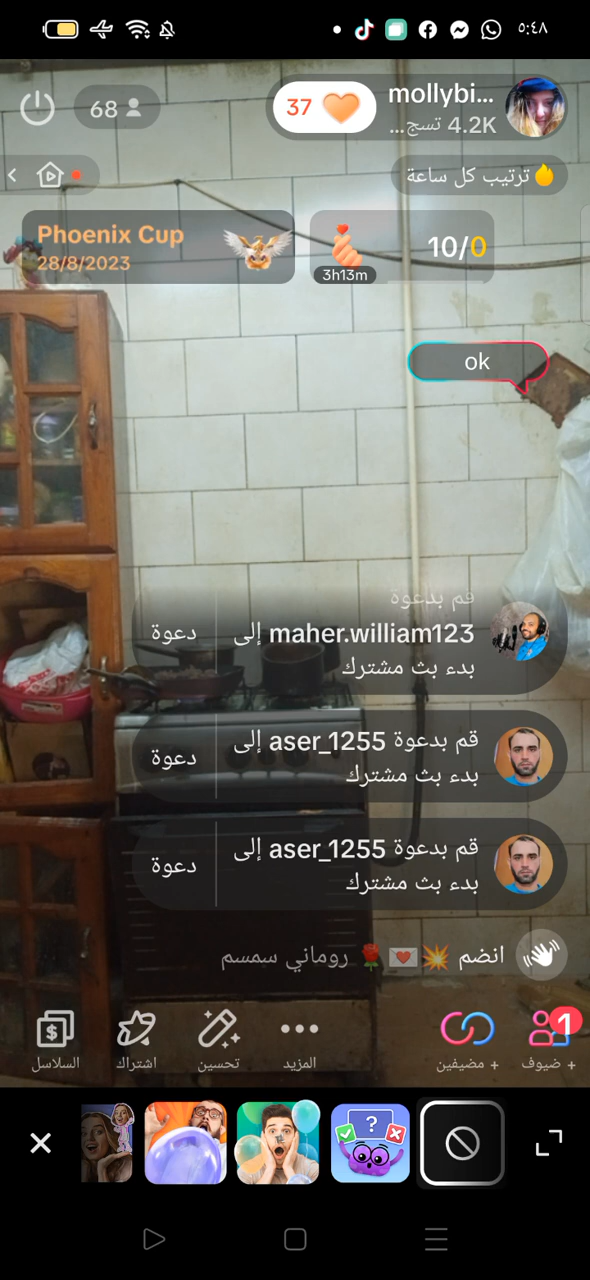 ٥:٤٨
mollybi...
4.2K تسج...
37
68
ترتيب كل ساعة
Phoenix Cup
28/8/2023
10/0
3h13m
ok
قم بدعوة
maher.william123 إلى
بدء بث مشترك
دعوة
قم بدعوة aser_1255 إلى
بدء بث مشترك
دعوة
قم بدعوة aser_1255 إلى
بدء بث مشترك
دعوة
روماني سمسم 🌹💌💥 انضم
1
+ ضيوف
+ مضيفين
المزيد
تحسين
اشتراك
السلاسل